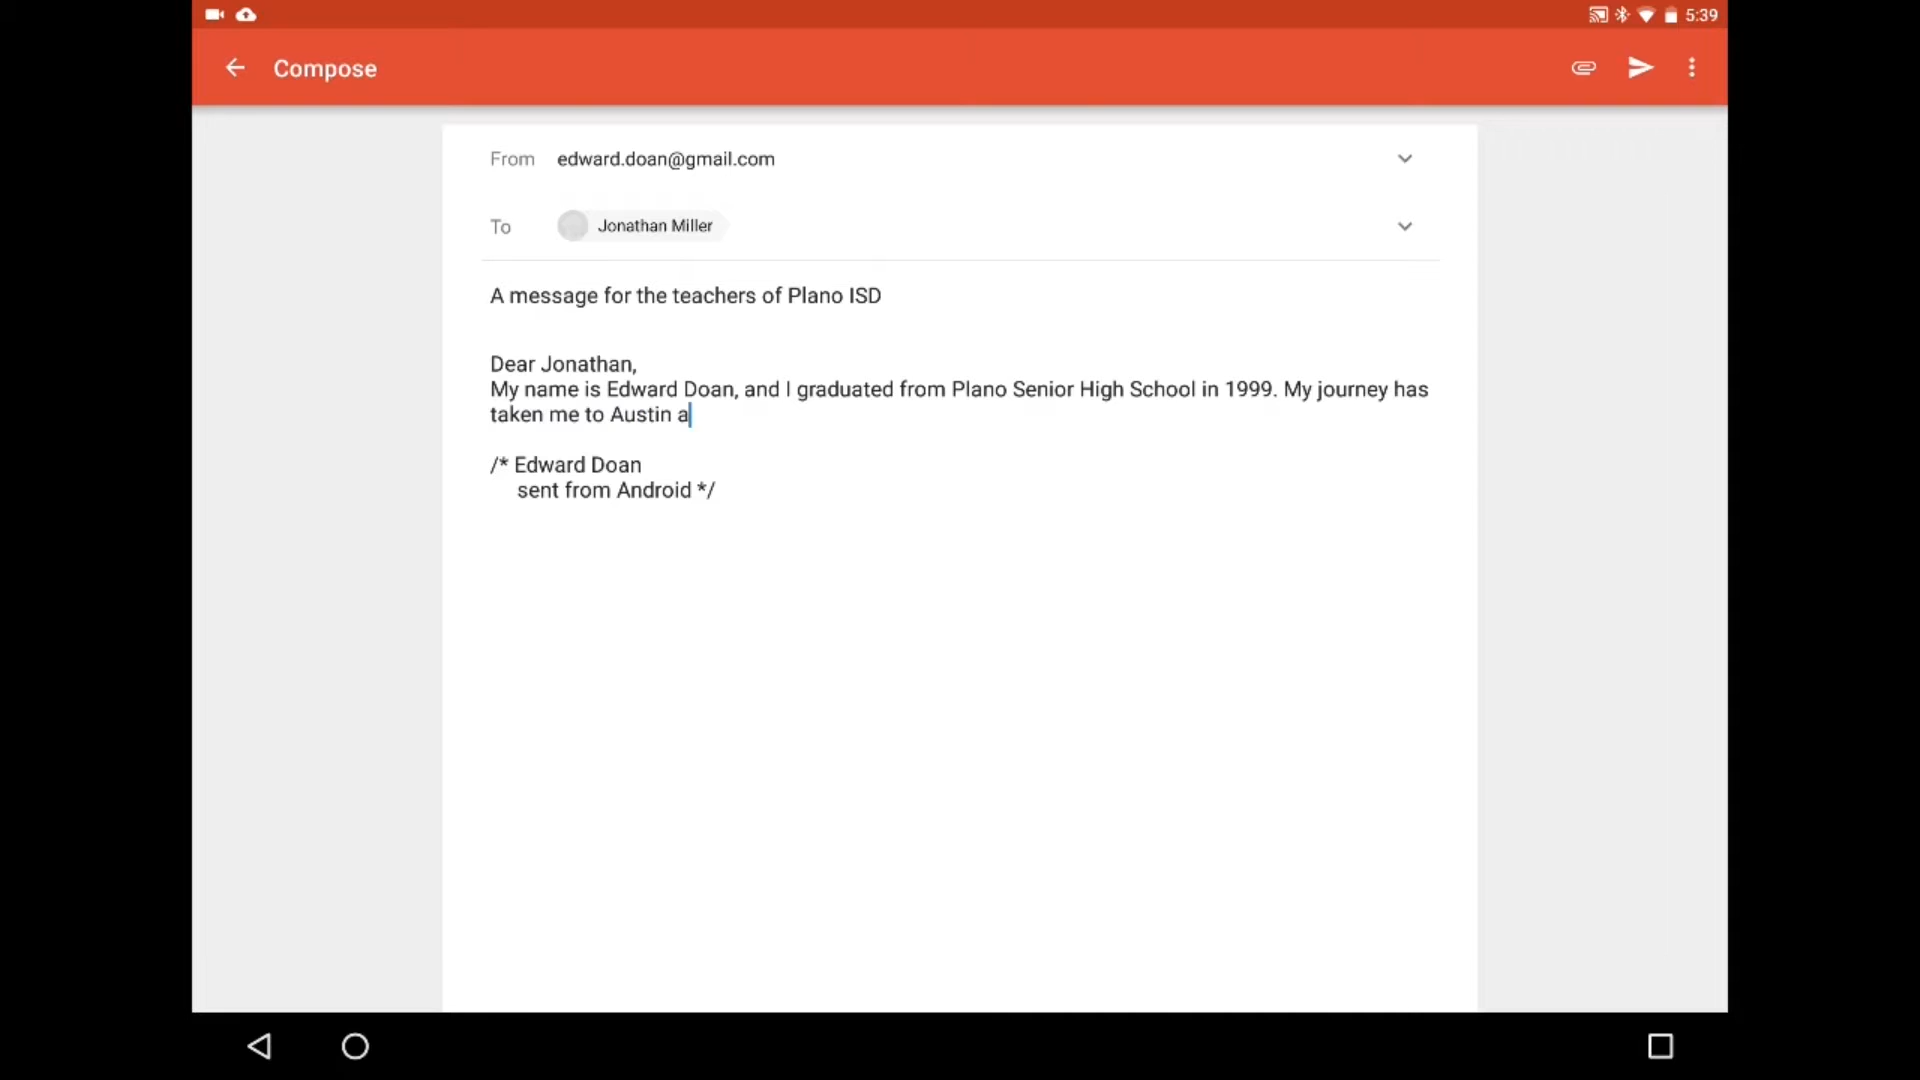 5:39
Compose
From edward.doan@gmail.com
To Jonathan Miller
A message for the teachers of Plano ISD
Dear Jonathan,
My name is Edward Doan, and I graduated from Plano Senior High School in 1999. My journey has
taken me to Austin a
/* Edward Doan
sent from Android */